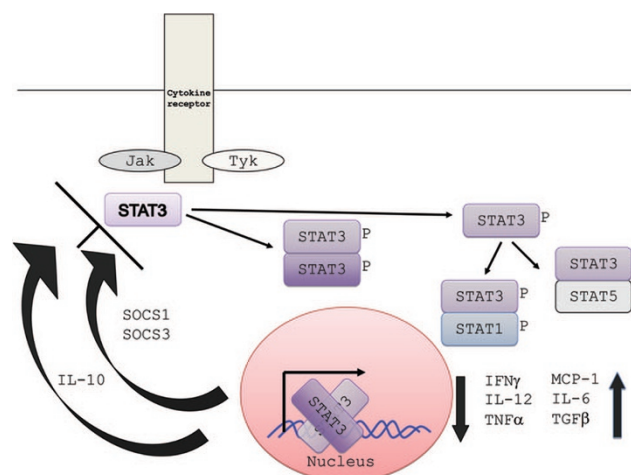 Cytokine
receptor
Jak
Tyk
STAT3
STAT3 P
STAT3 P
STAT3 P
STAT3
STAT5
STAT3 P
STAT1 P
SOCS1
SOCS3
IL-10
STAT3
3
Nucleus
IFNγ MCP-1
IL-12 IL-6
TNFα TGFβ